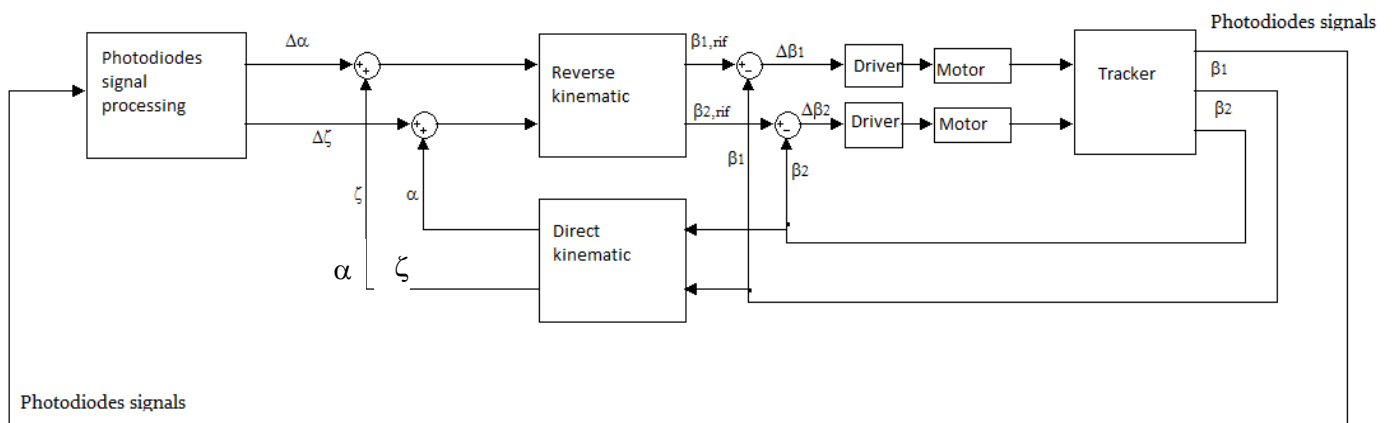 Photodiodes signals
Photodiodes
signal
processing
Δα
Δζ
ζ
α
α ζ
Reverse
kinematic
β1,rif
β2,rif
Δβ1
Δβ2
β1
β2
Driver
Motor
Driver
Motor
Tracker
β1
β2
Direct
kinematic
Photodiodes signals